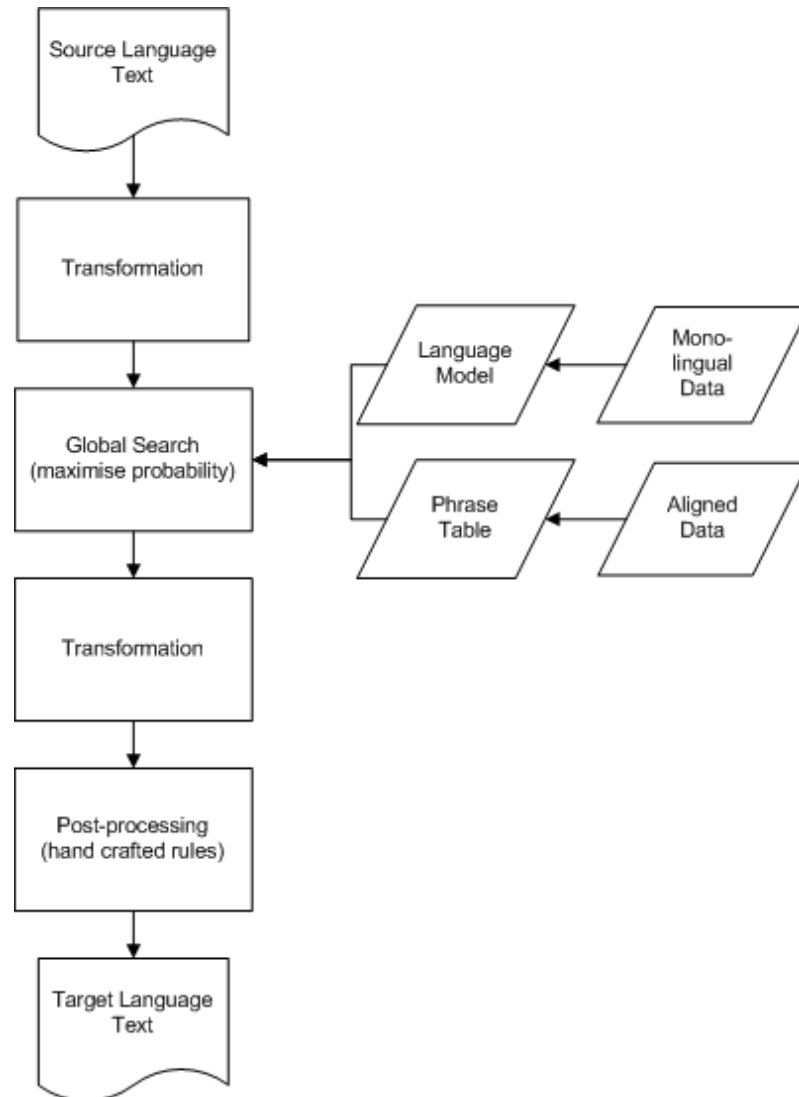 Source Language
Text
Transformation
Language
Model
Mono-
lingual
Data
Global Search
(maximise probability)
Phrase
Table
Aligned
Data
Transformation
Post-processing
(hand crafted rules)
Target Language
Text